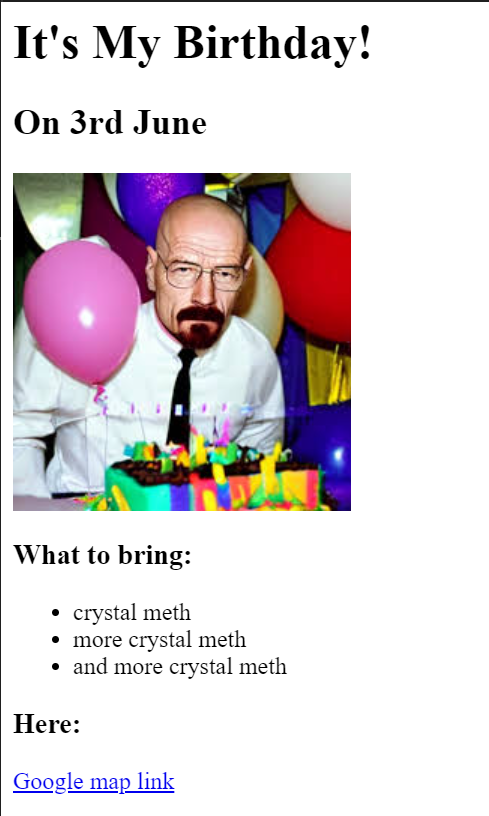 It's My Birthday!
On 3rd June
What to bring:
crystal meth
more crystal meth
and more crystal meth
Here:
Google map link